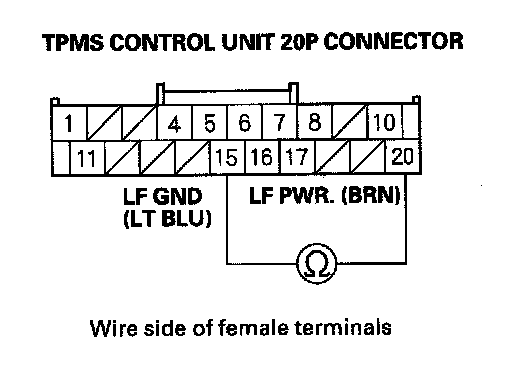 TPMS CONTROL UNIT 20P CONNECTOR
1 4 5 6 7 8 10
11 15 16 17 20
LF GND LF PWR. (BRN)
(LT BLU)
Ω
Wire side of female terminals